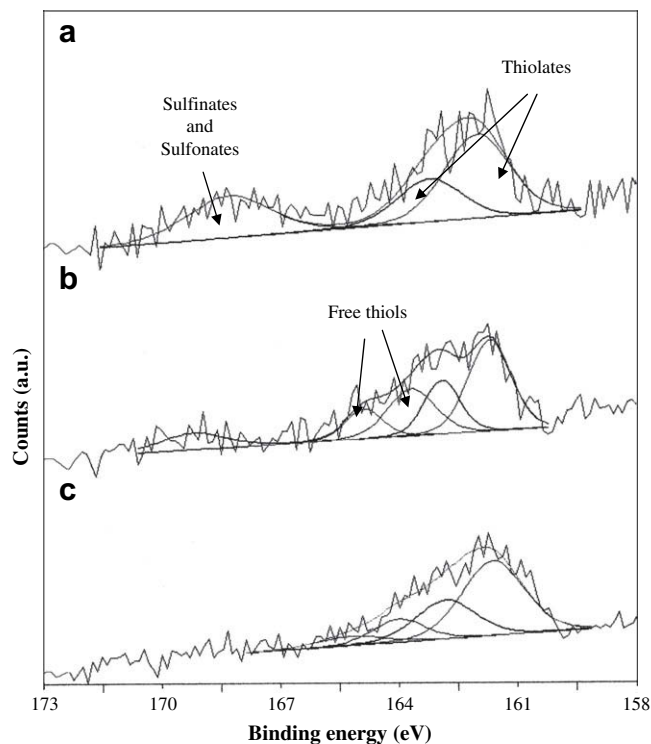 a
Thiolates
Sulfinates
and
Sulfonates
b
Free thiols
c
Counts (a.u.)
173 170 167 164 161 158
Binding energy (eV)